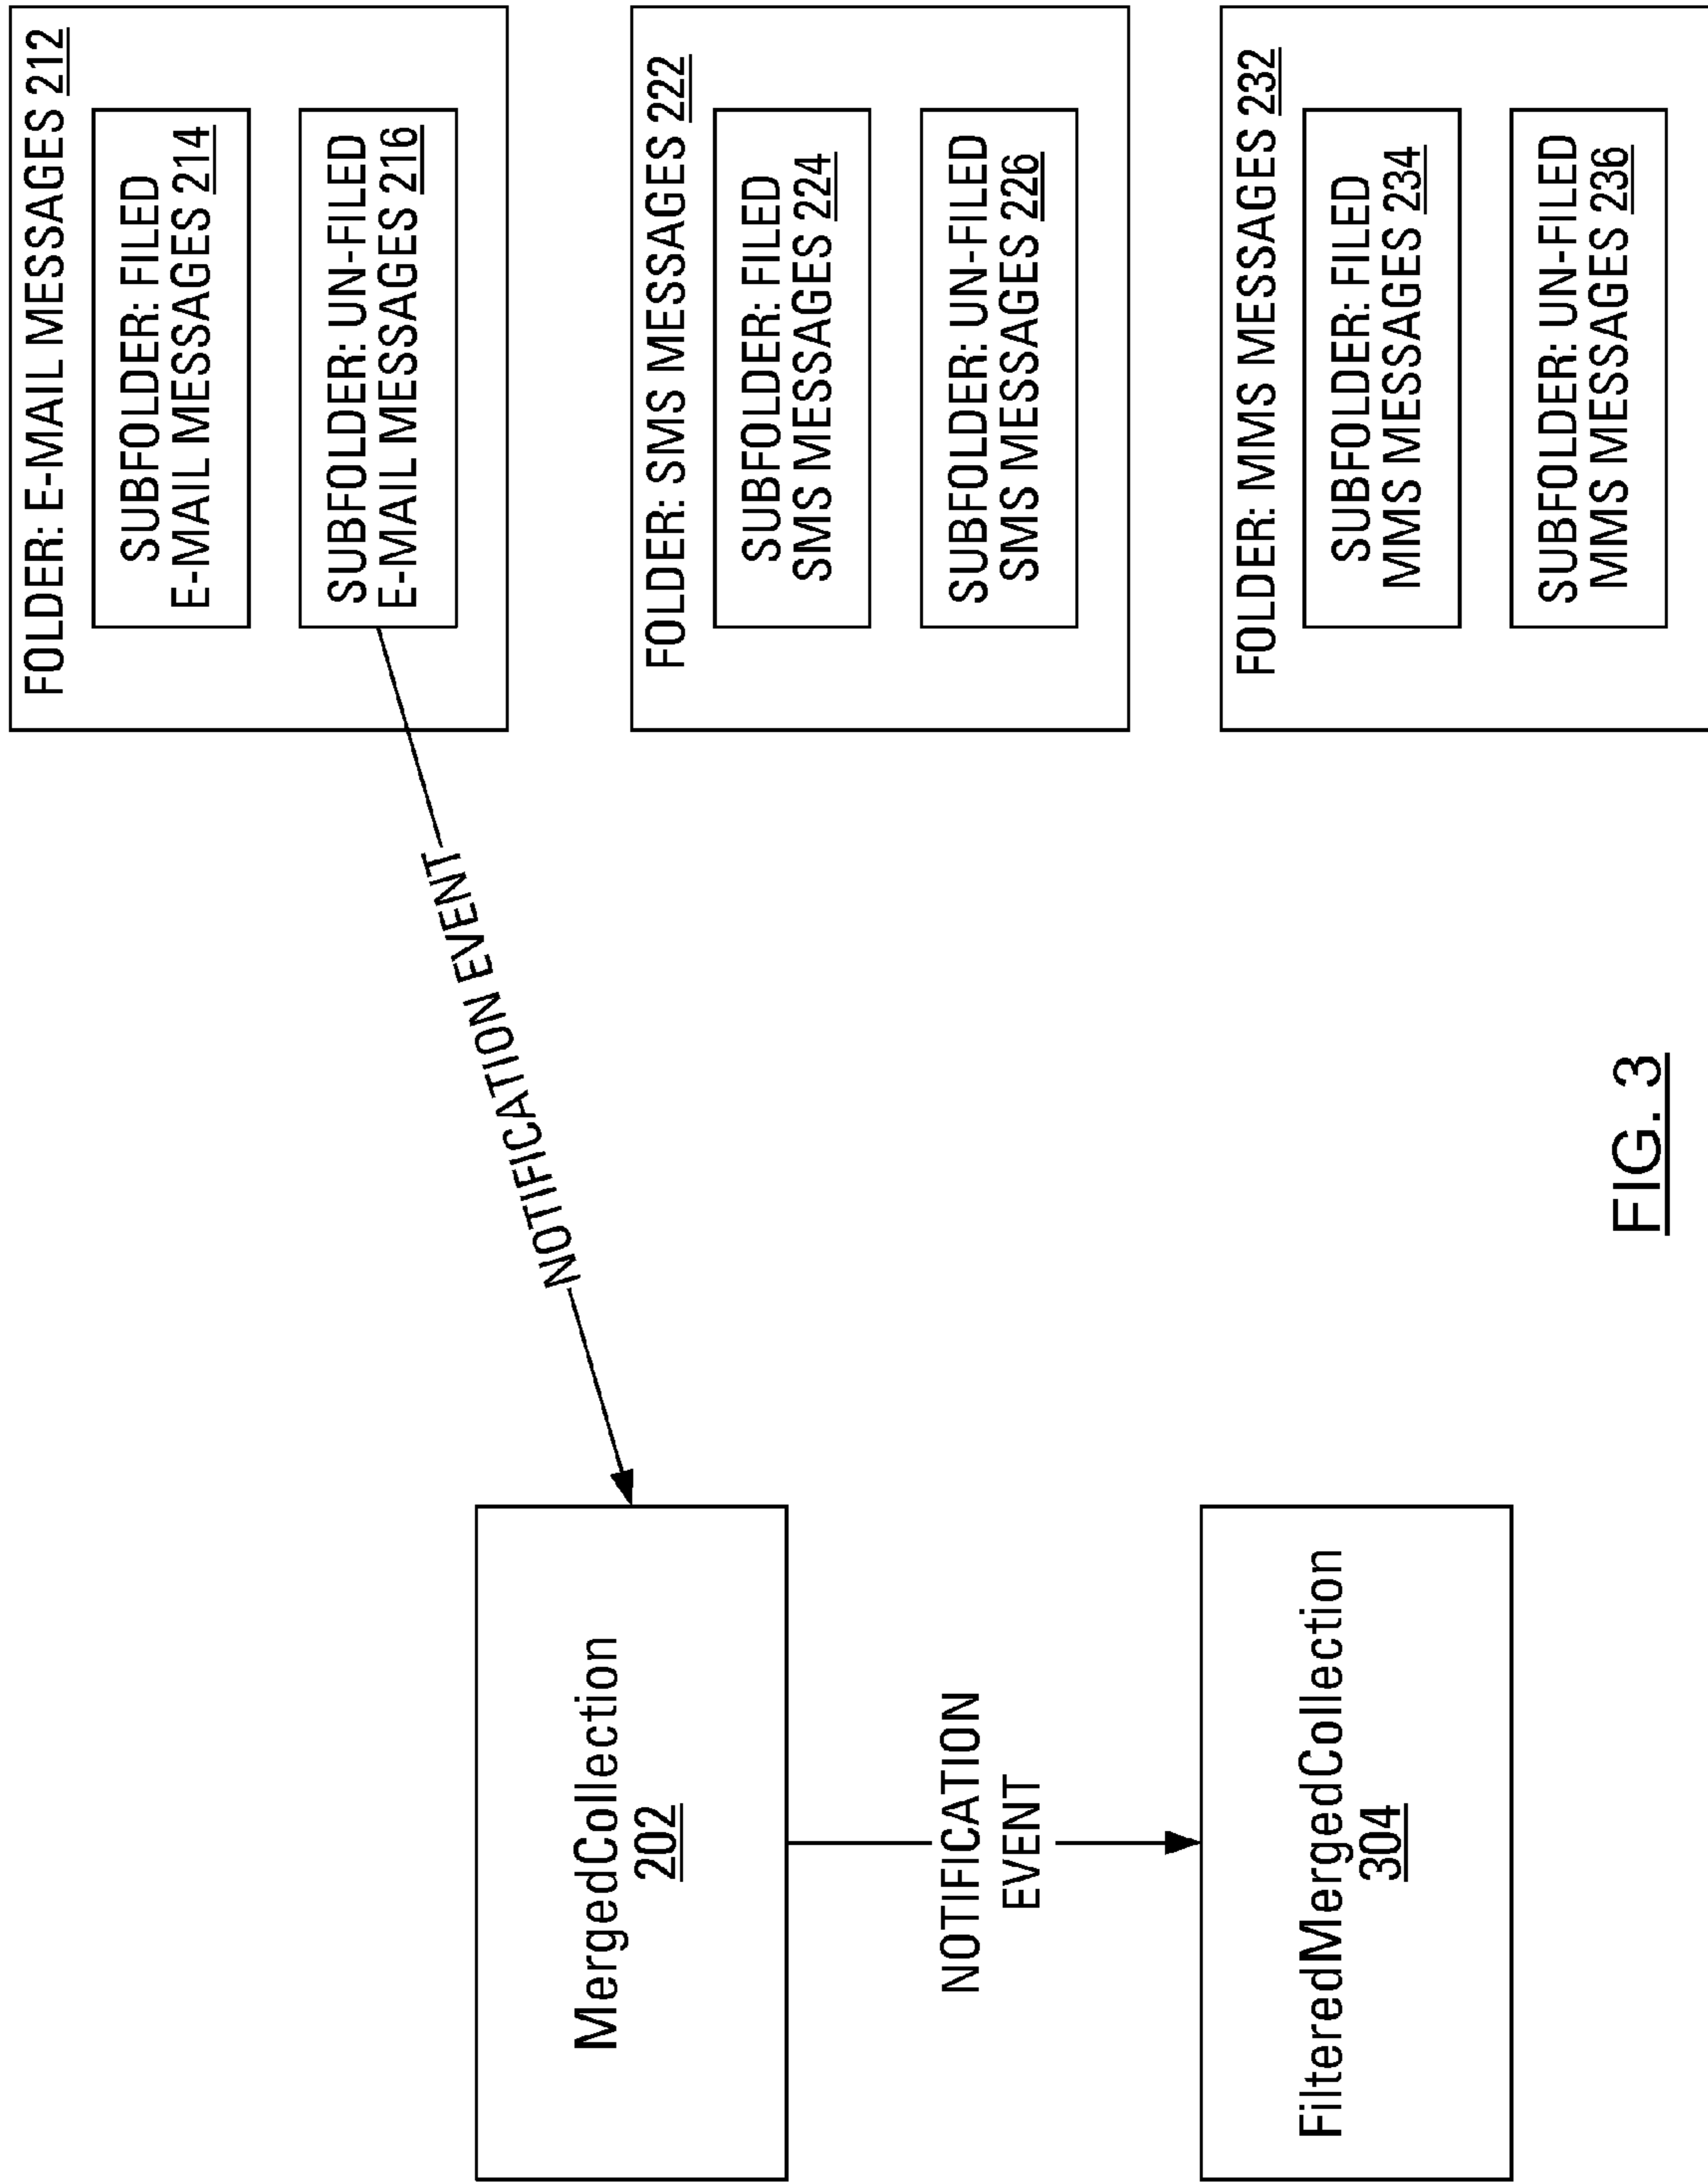 FOLDER: E-MAIL MESSAGES 212
SUBFOLDER: FILED
E-MAIL MESSAGES 214
SUBFOLDER: UN-FILED
E-MAIL MESSAGES 216
NOTIFICATION EVENT
MergedCollection
202
FOLDER: SMS MESSAGES 222
SUBFOLDER: FILED
SMS MESSAGES 224
SUBFOLDER: UN-FILED
SMS MESSAGES 226
NOTIFICATION
EVENT
FilteredMergedCollection
304
FOLDER: MMS MESSAGES 232
SUBFOLDER: FILED
MMS MESSAGES 234
SUBFOLDER: UN-FILED
MMS MESSAGES 236
FIG. 3